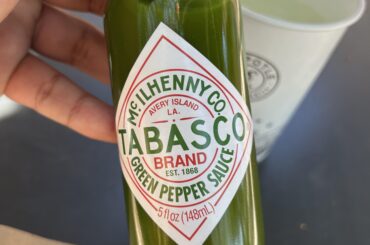 McILHENNY CO.
AVERY ISLAND
LA.
TABASCO
BRAND
EST. 1868
GREEN PEPPER SAUCE
5 fl oz (148mL)